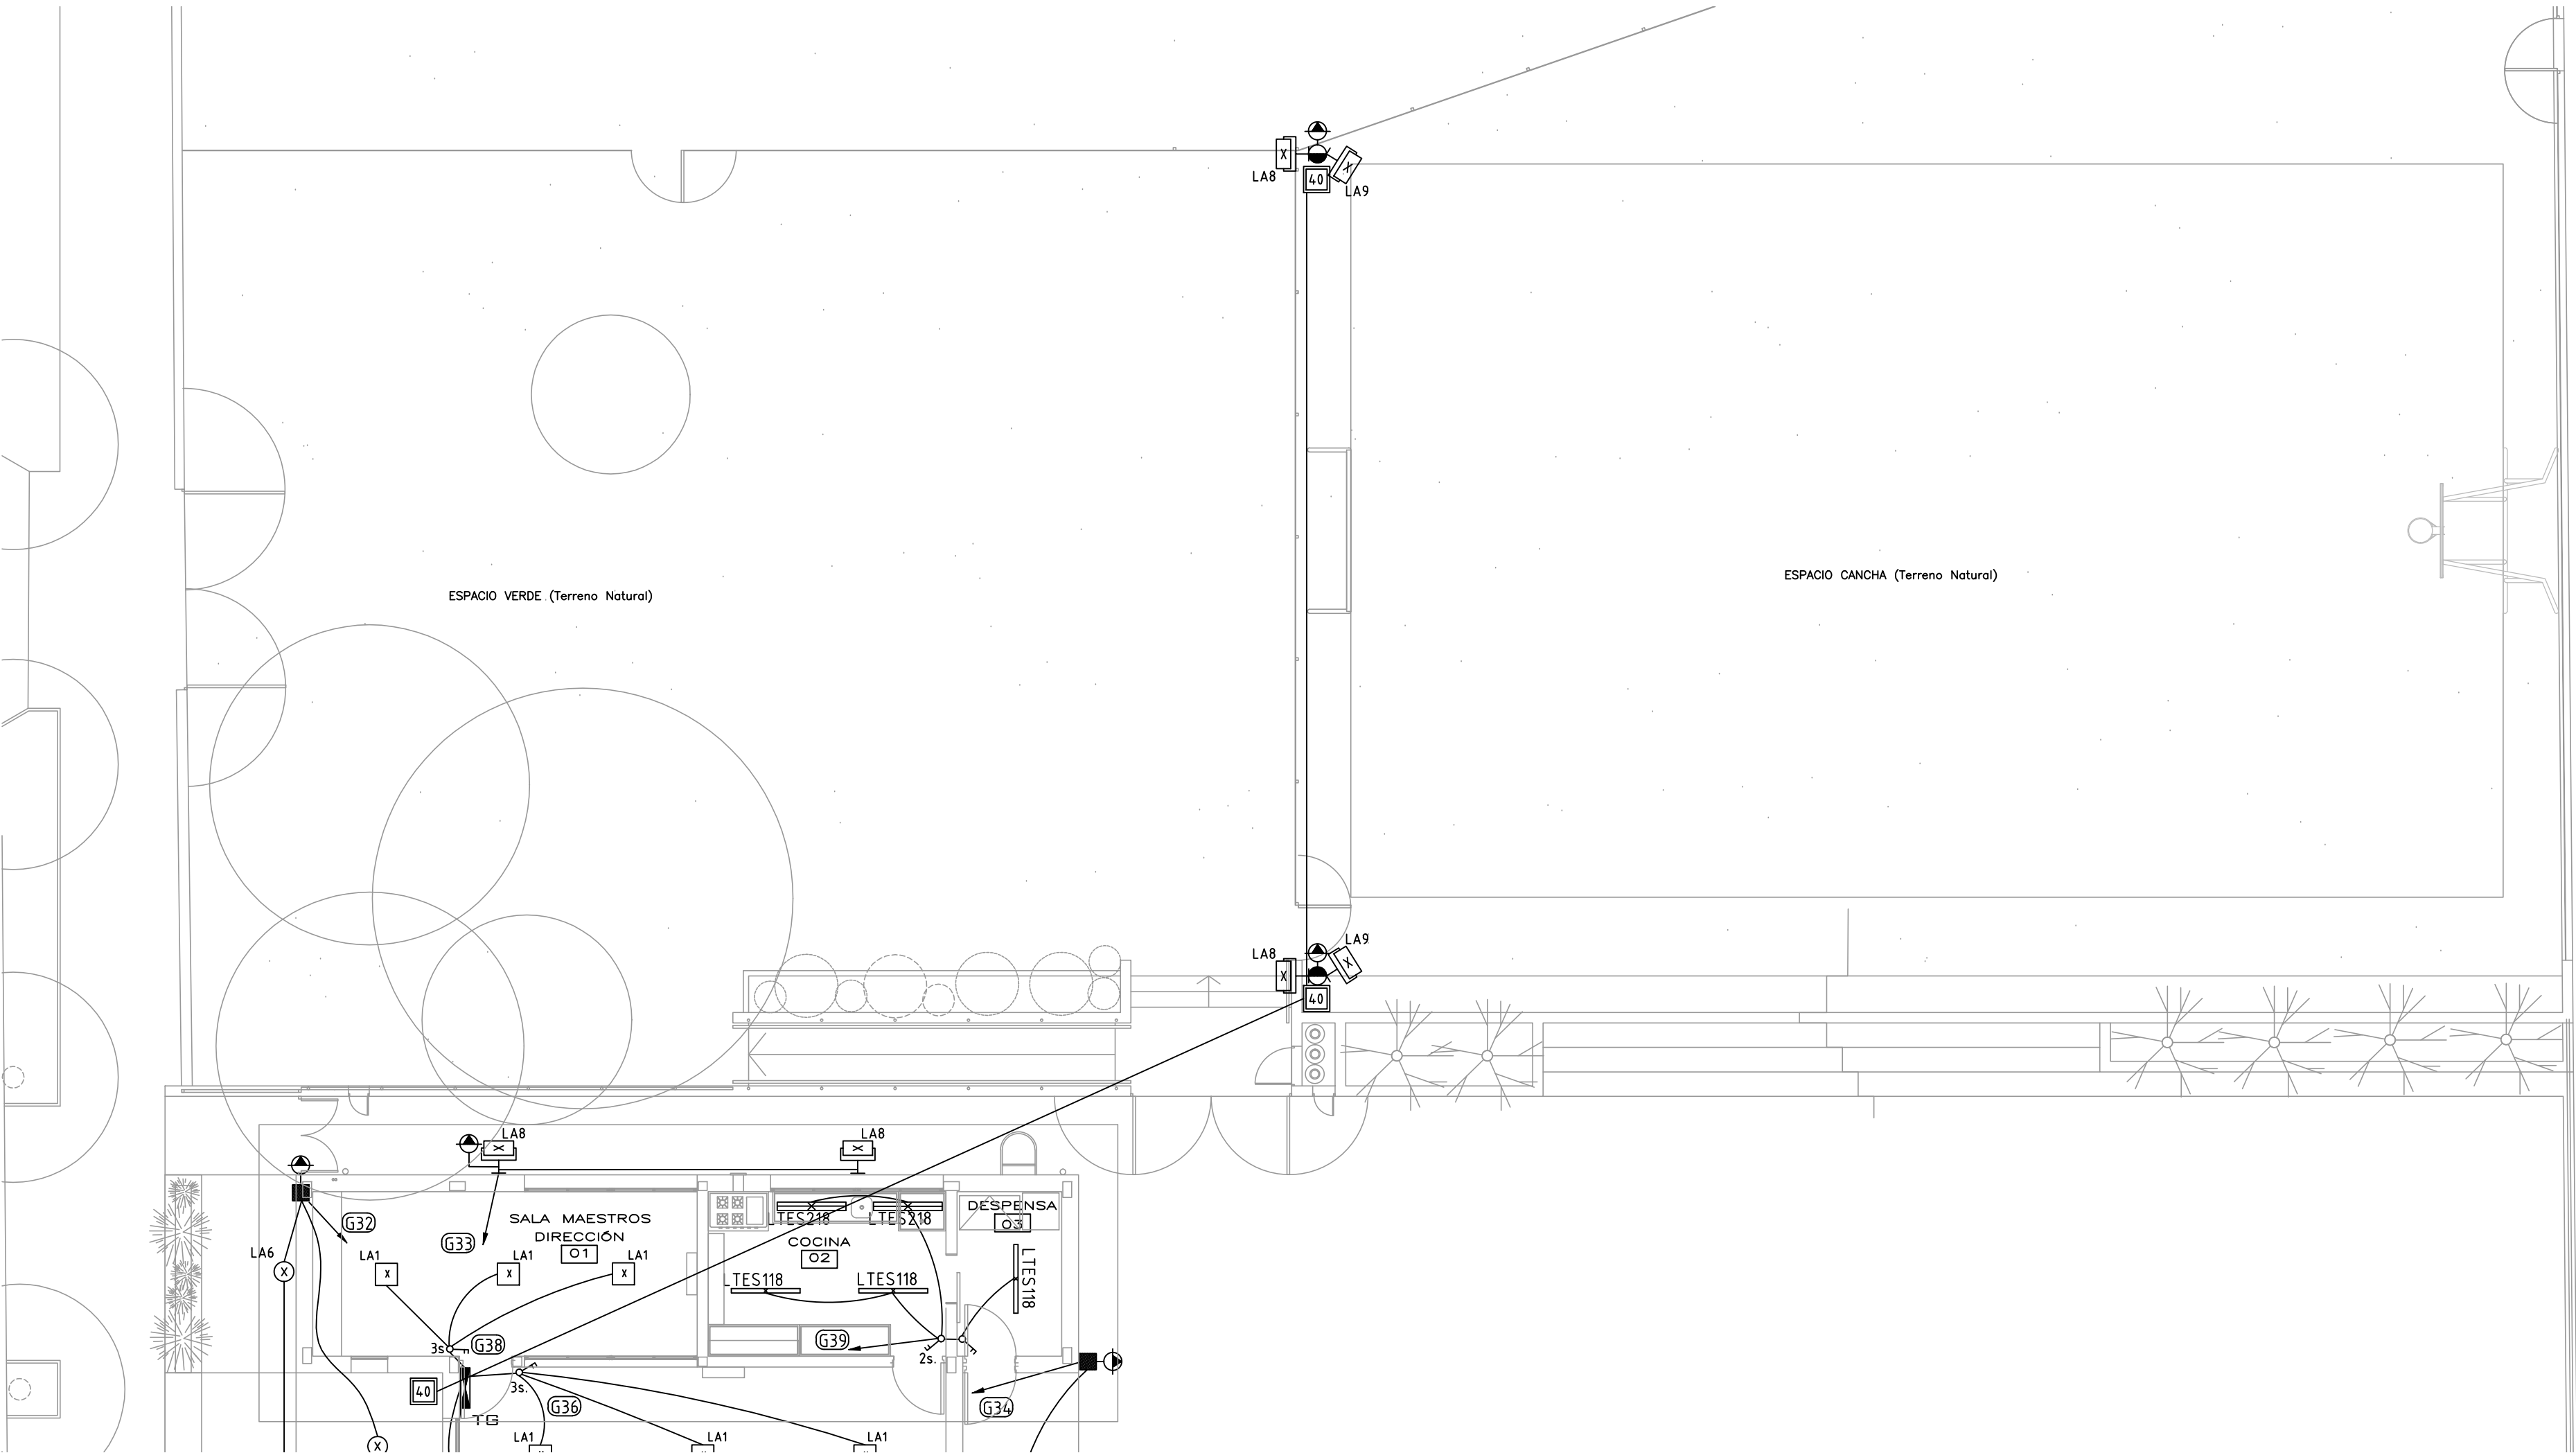 LA8
40
LA9
ESPACIO CANCHA (Terreno Natural)
ESPACIO VERDE (Terreno Natural)
LA9
LA8
40
LA8
LA8
G32
SALA MAESTROS
DIRECCIÓN
01
G33
LTES218
LTES218
DESPENSA
03
COCINA
02
LA6
LA1
LA1
LA1
LTES118
LTES118
LTES118
3s.
G38
G39
2s.
40
3s.
G36
G34
TG
LA1
LA1
LA1